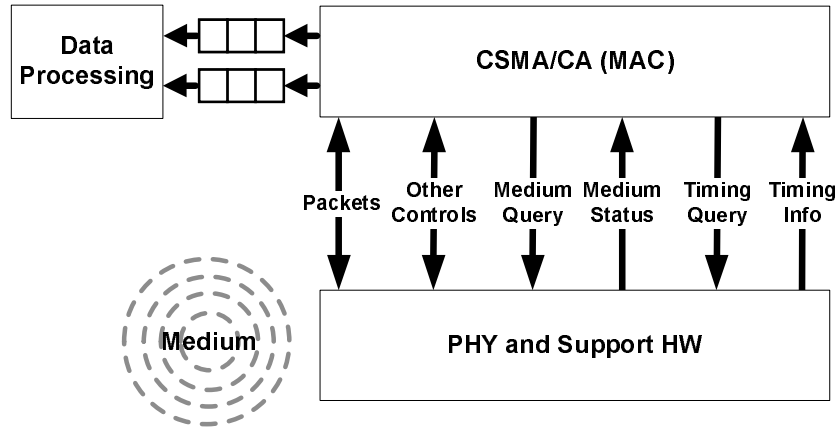 Data
Processing
CSMA/CA (MAC)
Packets
Other
Controls
Medium
Query
Medium
Status
Timing
Query
Timing
Info
Medium
PHY and Support HW